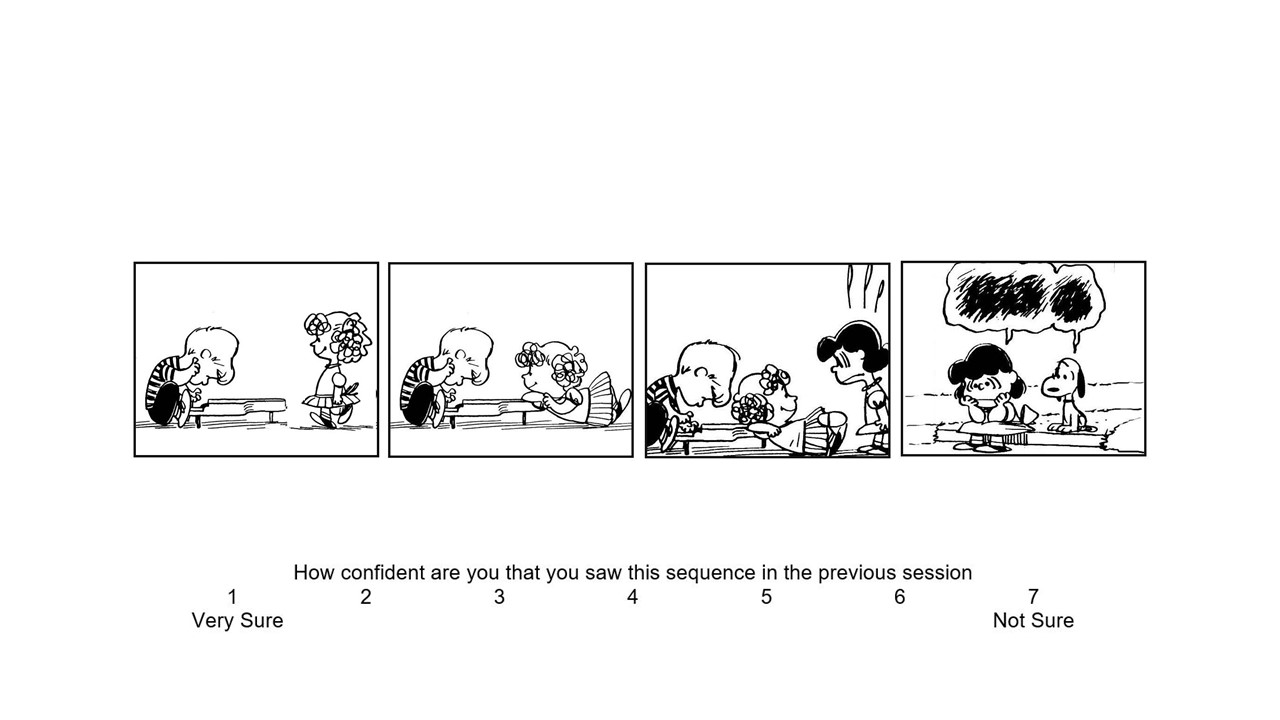 How confident are you that you saw this sequence in the previous session
1 2 3 4 5 6 7
Very Sure Not Sure